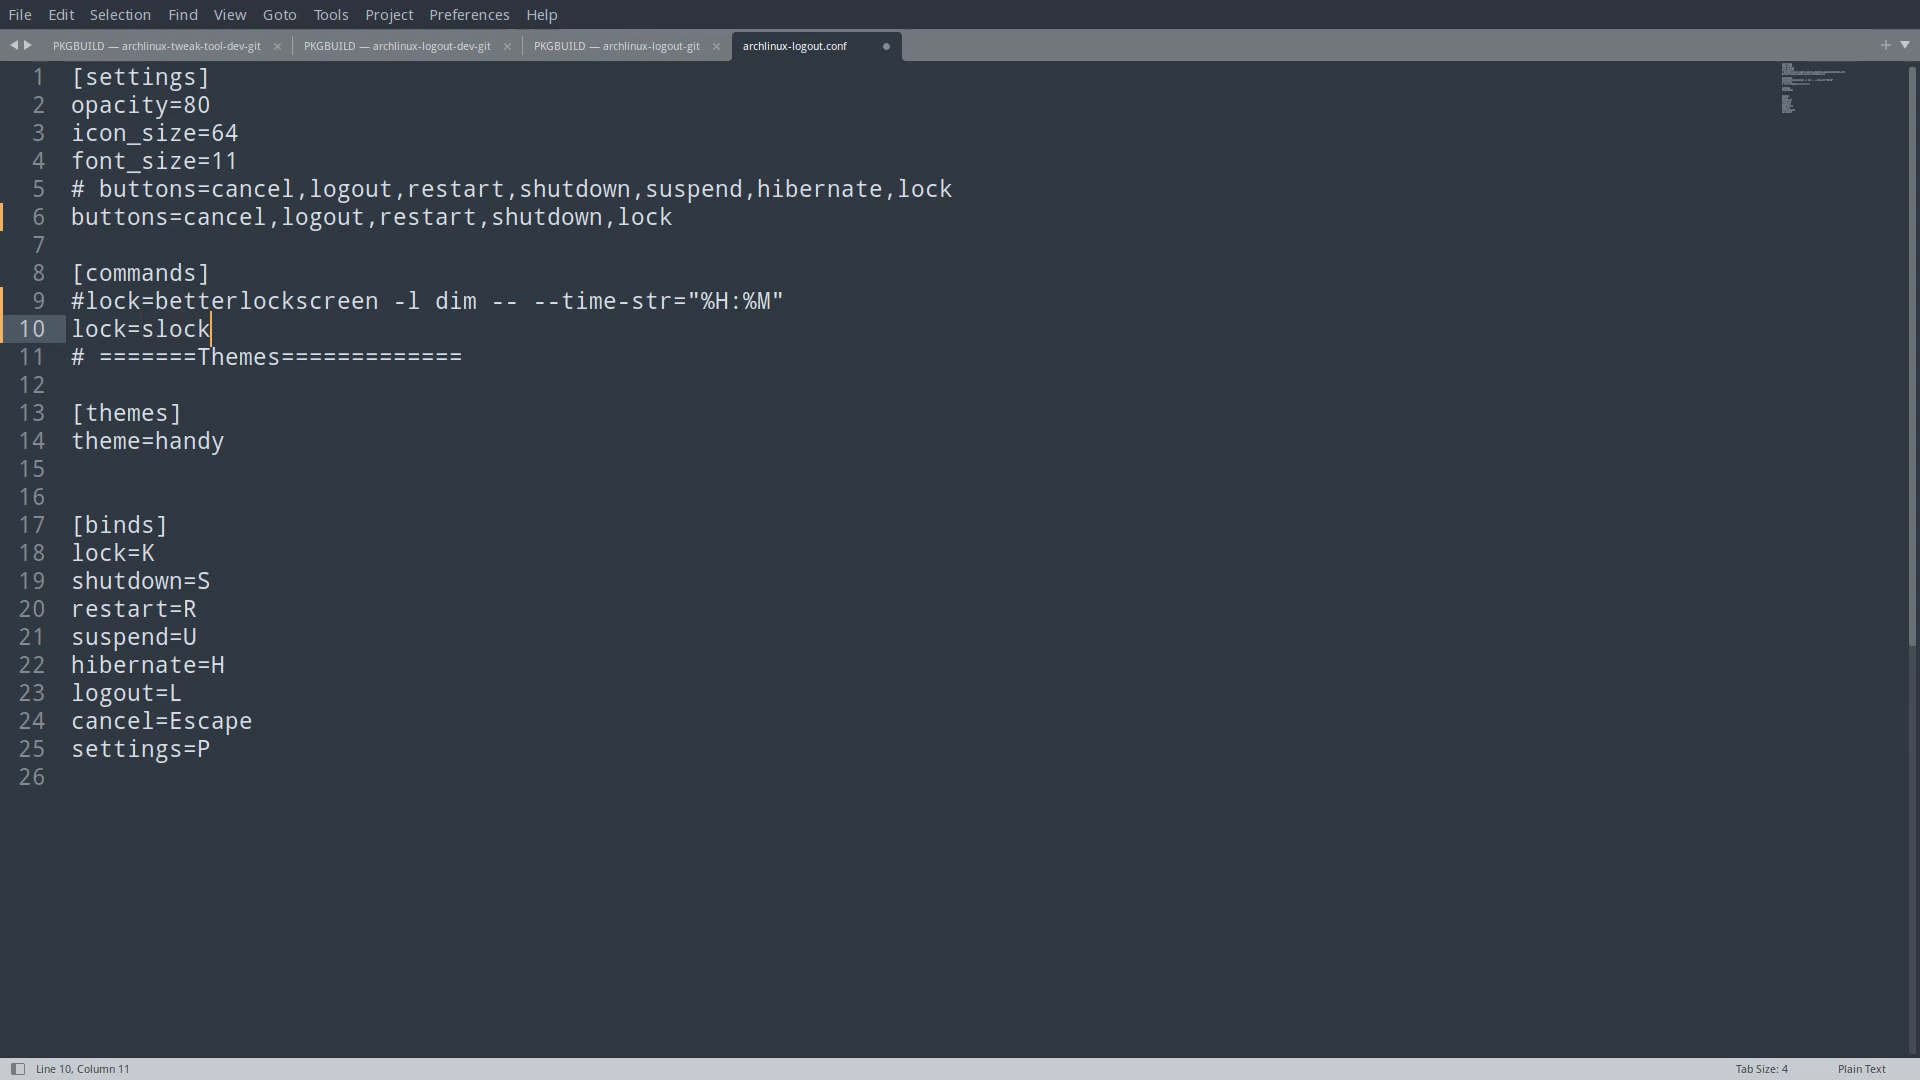 File Edit Selection Find View Goto Tools Project Preferences Help
PKGBUILD — archlinux-tweak-tool-dev-git PKGBUILD — archlinux-logout-dev-git PKGBUILD — archlinux-logout-git archlinux-logout.conf
1 [settings]
2 opacity=80
3 icon_size=64
4 font_size=11
5 # buttons=cancel,logout,restart,shutdown,suspend,hibernate,lock
6 buttons=cancel,logout,restart,shutdown,lock
7
8 [commands]
9 #lock=betterlockscreen -l dim -- --time-str="%H:%M"
10 lock=slock
11 # =======Themes=============
12
13 [themes]
14 theme=handy
15
16
17 [binds]
18 lock=K
19 shutdown=S
20 restart=R
21 suspend=U
22 hibernate=H
23 logout=L
24 cancel=Escape
25 settings=P
26
Line 10, Column 11 Tab Size: 4 Plain Text